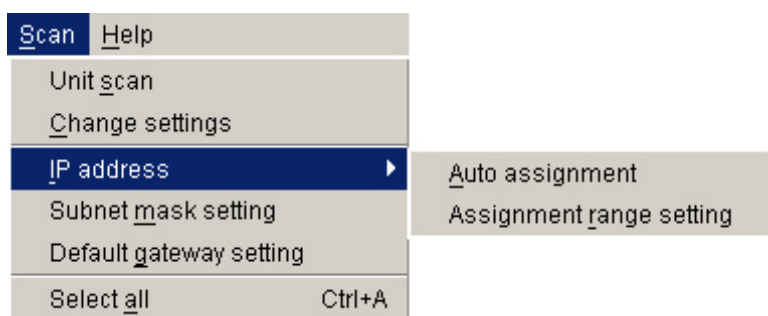 Scan Help
Unit scan
Change settings
IP address
Auto assignment
Assignment range setting
Subnet mask setting
Default gateway setting
Select all Ctrl+A